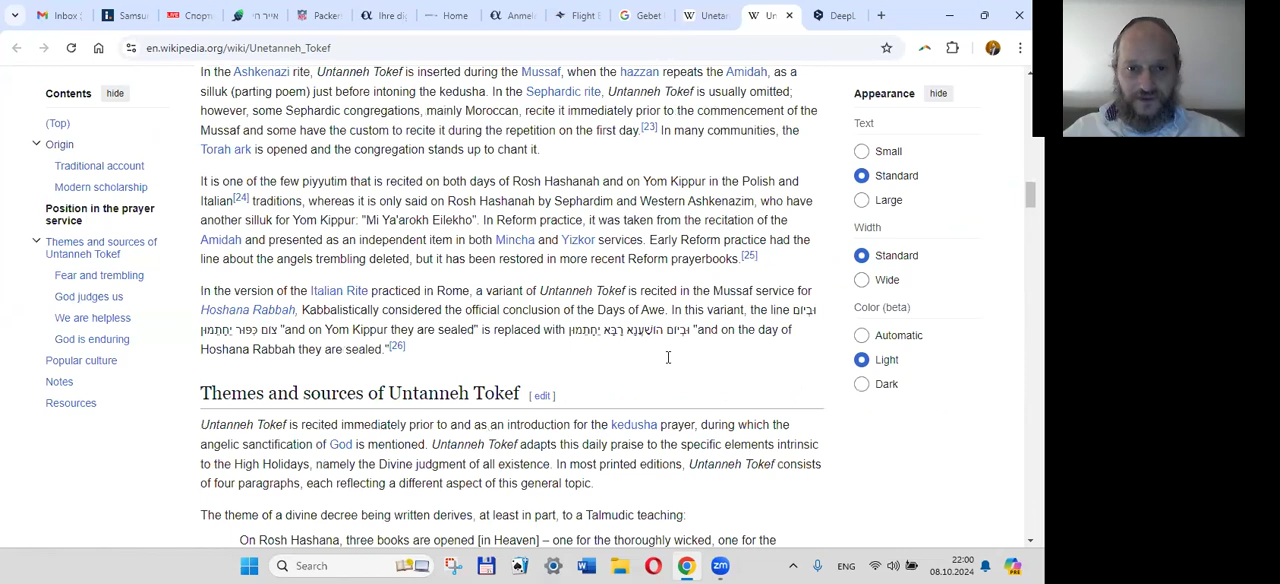 Inbox
Samsu
LIVE Спорт
איורי ח
Packer
Ihre di
Home
Anmel
Flight E
Gebet
Unetar
Un
DeepL
en.wikipedia.org/wiki/Unetanneh_Tokef
Contents hide
(Top)
Origin
Traditional account
Modern scholarship
Position in the prayer
service
Themes and sources of
Untanneh Tokef
Fear and trembling
God judges us
We are helpless
God is enduring
Popular culture
Notes
Resources
In the Ashkenazi rite, Untanneh Tokef is inserted during the Mussaf, when the hazzan repeats the Amidah, as a
silluk (parting poem) just before intoning the kedusha. In the Sephardic rite, Untanneh Tokef is usually omitted;
however, some Sephardic congregations, mainly Moroccan, recite it immediately prior to the commencement of the
Mussaf and some have the custom to recite it during the repetition on the first day.[23] In many communities, the
Torah ark is opened and the congregation stands up to chant it.
It is one of the few piyyutim that is recited on both days of Rosh Hashanah and on Yom Kippur in the Polish and
Italian[24] traditions, whereas it is only said on Rosh Hashanah by Sephardim and Western Ashkenazim, who have
another silluk for Yom Kippur: "Mi Ya'arokh Eilekho". In Reform practice, it was taken from the recitation of the
Amidah and presented as an independent item in both Mincha and Yizkor services. Early Reform practice had the
line about the angels trembling deleted, but it has been restored in more recent Reform prayerbooks.[25]
In the version of the Italian Rite practiced in Rome, a variant of Untanneh Tokef is recited in the Mussaf service for
Hoshana Rabbah, Kabbalistically considered the official conclusion of the Days of Awe. In this variant, the line וּבְיוֹם
צוֹם כִּפּוּר יֵחָתֵמוּן "and on Yom Kippur they are sealed" is replaced with וּבְיוֹם הוֹשַׁעְנָא רַבָּא יֵחָתֵמוּן "and on the day of
Hoshana Rabbah they are sealed."[26]
Themes and sources of Untanneh Tokef [ edit ]
Untanneh Tokef is recited immediately prior to and as an introduction for the kedusha prayer, during which the
angelic sanctification of God is mentioned. Untanneh Tokef adapts this daily praise to the specific elements intrinsic
to the High Holidays, namely the Divine judgment of all existence. In most printed editions, Untanneh Tokef consists
of four paragraphs, each reflecting a different aspect of this general topic.
The theme of a divine decree being written derives, at least in part, to a Talmudic teaching:
On Rosh Hashana, three books are opened [in Heaven] – one for the thoroughly wicked, one for the
Appearance hide
Text
Small
Standard
Large
Width
Standard
Wide
Color (beta)
Automatic
Light
Dark
Search
ENG
22:00
08.10.2024